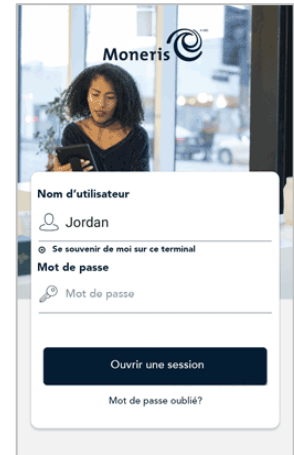 Moneris
Nom d'utilisateur
Jordan
Se souvenir de moi sur ce terminal
Mot de passe
Mot de passe
Ouvrir une session
Mot de passe oublié?